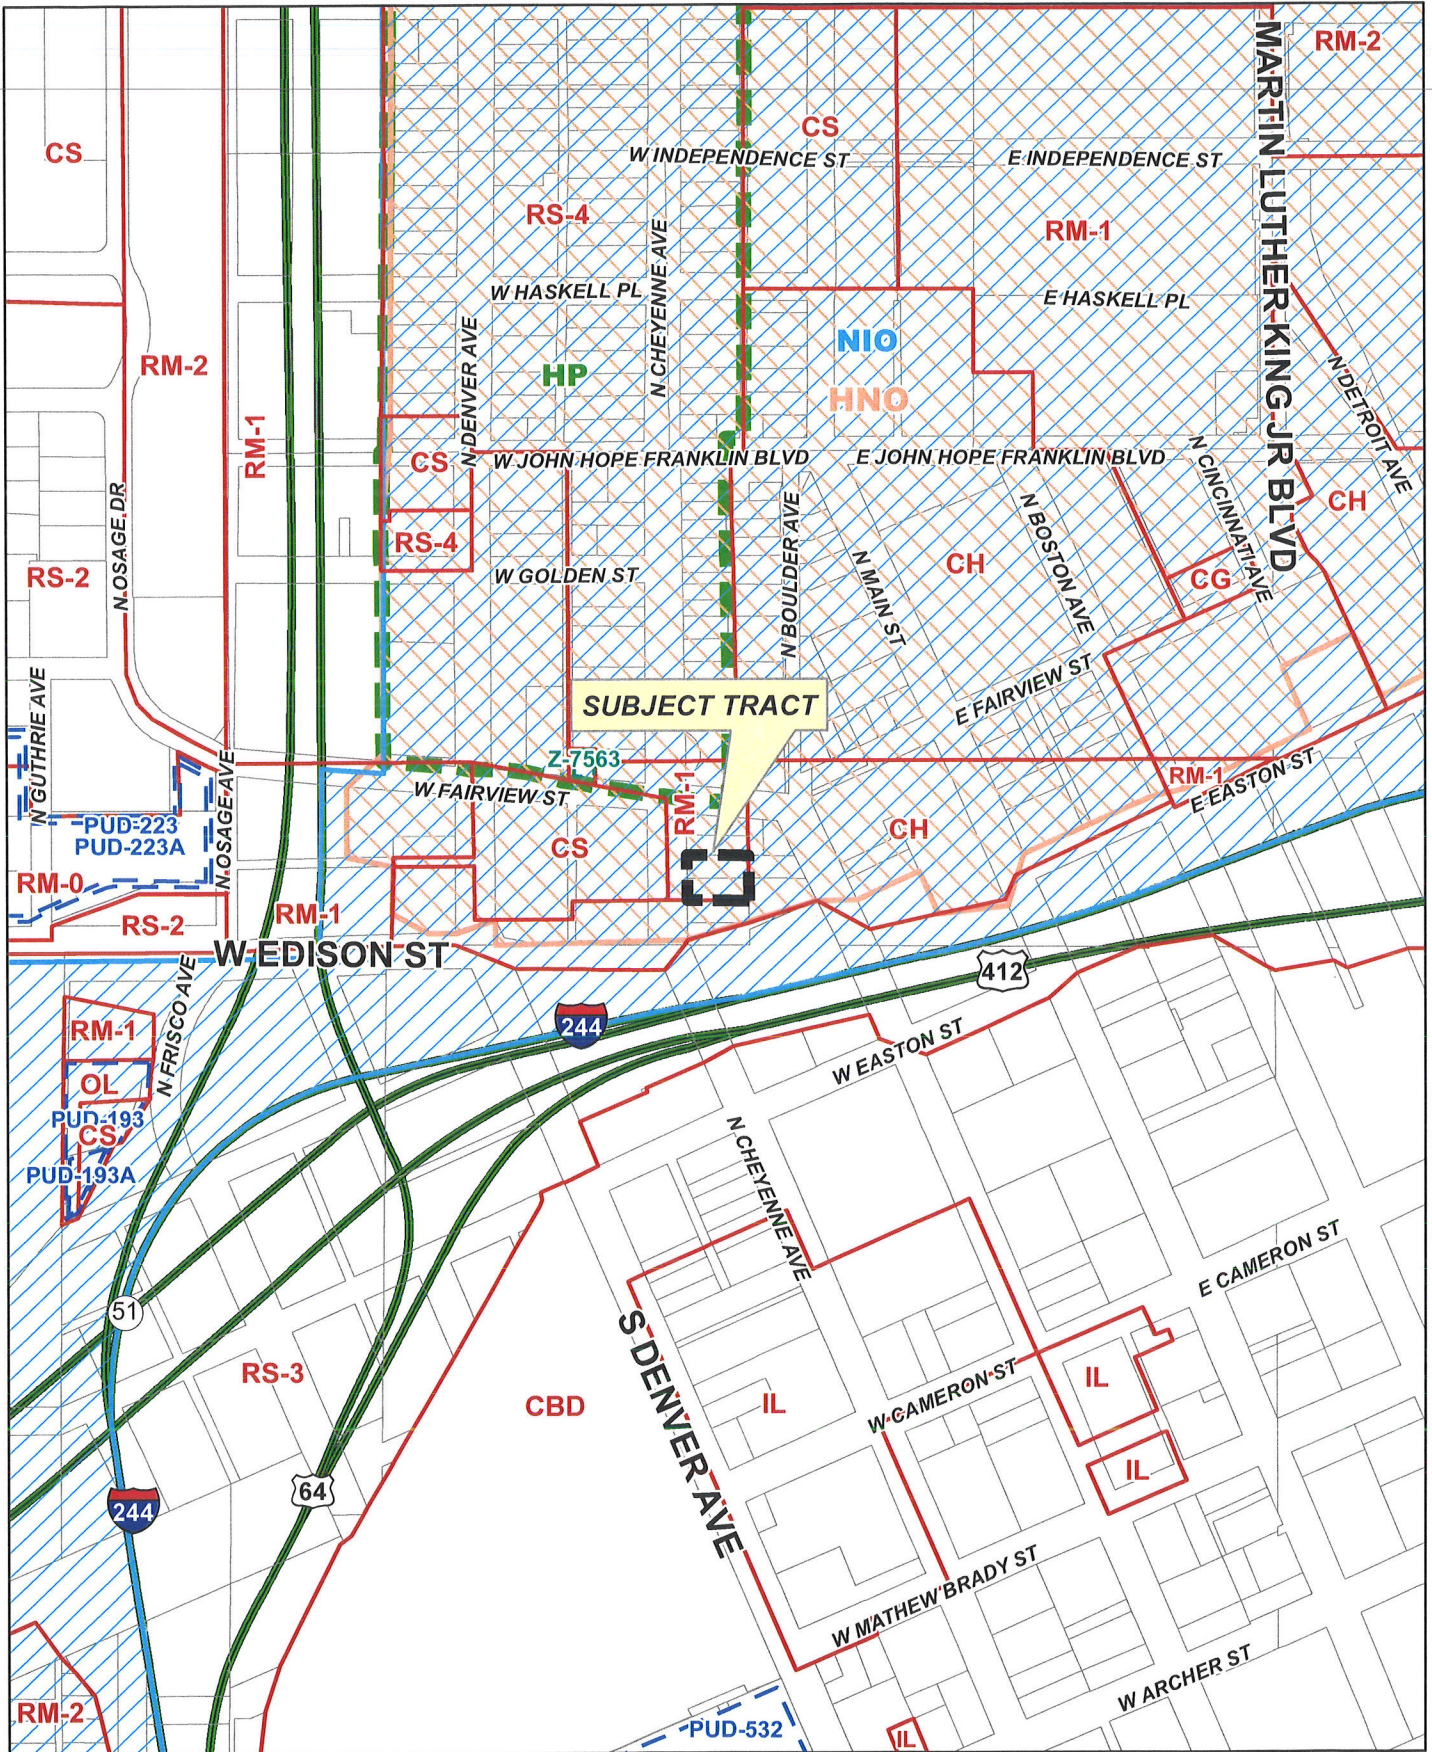 RM-2
MARTIN LUTHER KING JR BLVD
CS
CS
W INDEPENDENCE ST
E INDEPENDENCE ST
RS-4
N CHEYENNE AVE
RM-1
W HASKELL PL
E HASKELL PL
NIO
RM-2
HP
N DENVER AVE
HNO
N DETROIT AVE
RM-1
CS
W JOHN HOPE FRANKLIN BLVD
E JOHN HOPE FRANKLIN BLVD
N CINCINNATI AVE
CH
N OSAGE DR
RS-4
N BOULDER AVE
N BOSTON AVE
CH
RS-2
W GOLDEN ST
N MAIN ST
CG
N GUTHRIE AVE
SUBJECT TRACT
E FAIRVIEW ST
Z-7563
RM-1
E EASTON ST
W FAIRVIEW ST
RM-1
N OSAGE AVE
PUD-223
PUD-223A
CS
CH
RM-0
RS-2
RM-1
W EDISON ST
412
N FRISCO AVE
244
RM-1
W EASTON ST
OL
PUD-193
CS
PUD-193A
N CHEYENNE AVE
E CAMERON ST
51
S DENVER AVE
RS-3
CBD
IL
W CAMERON ST
IL
IL
64
244
W MATHEW BRADY ST
W ARCHER ST
RM-2
PUD-532
IL